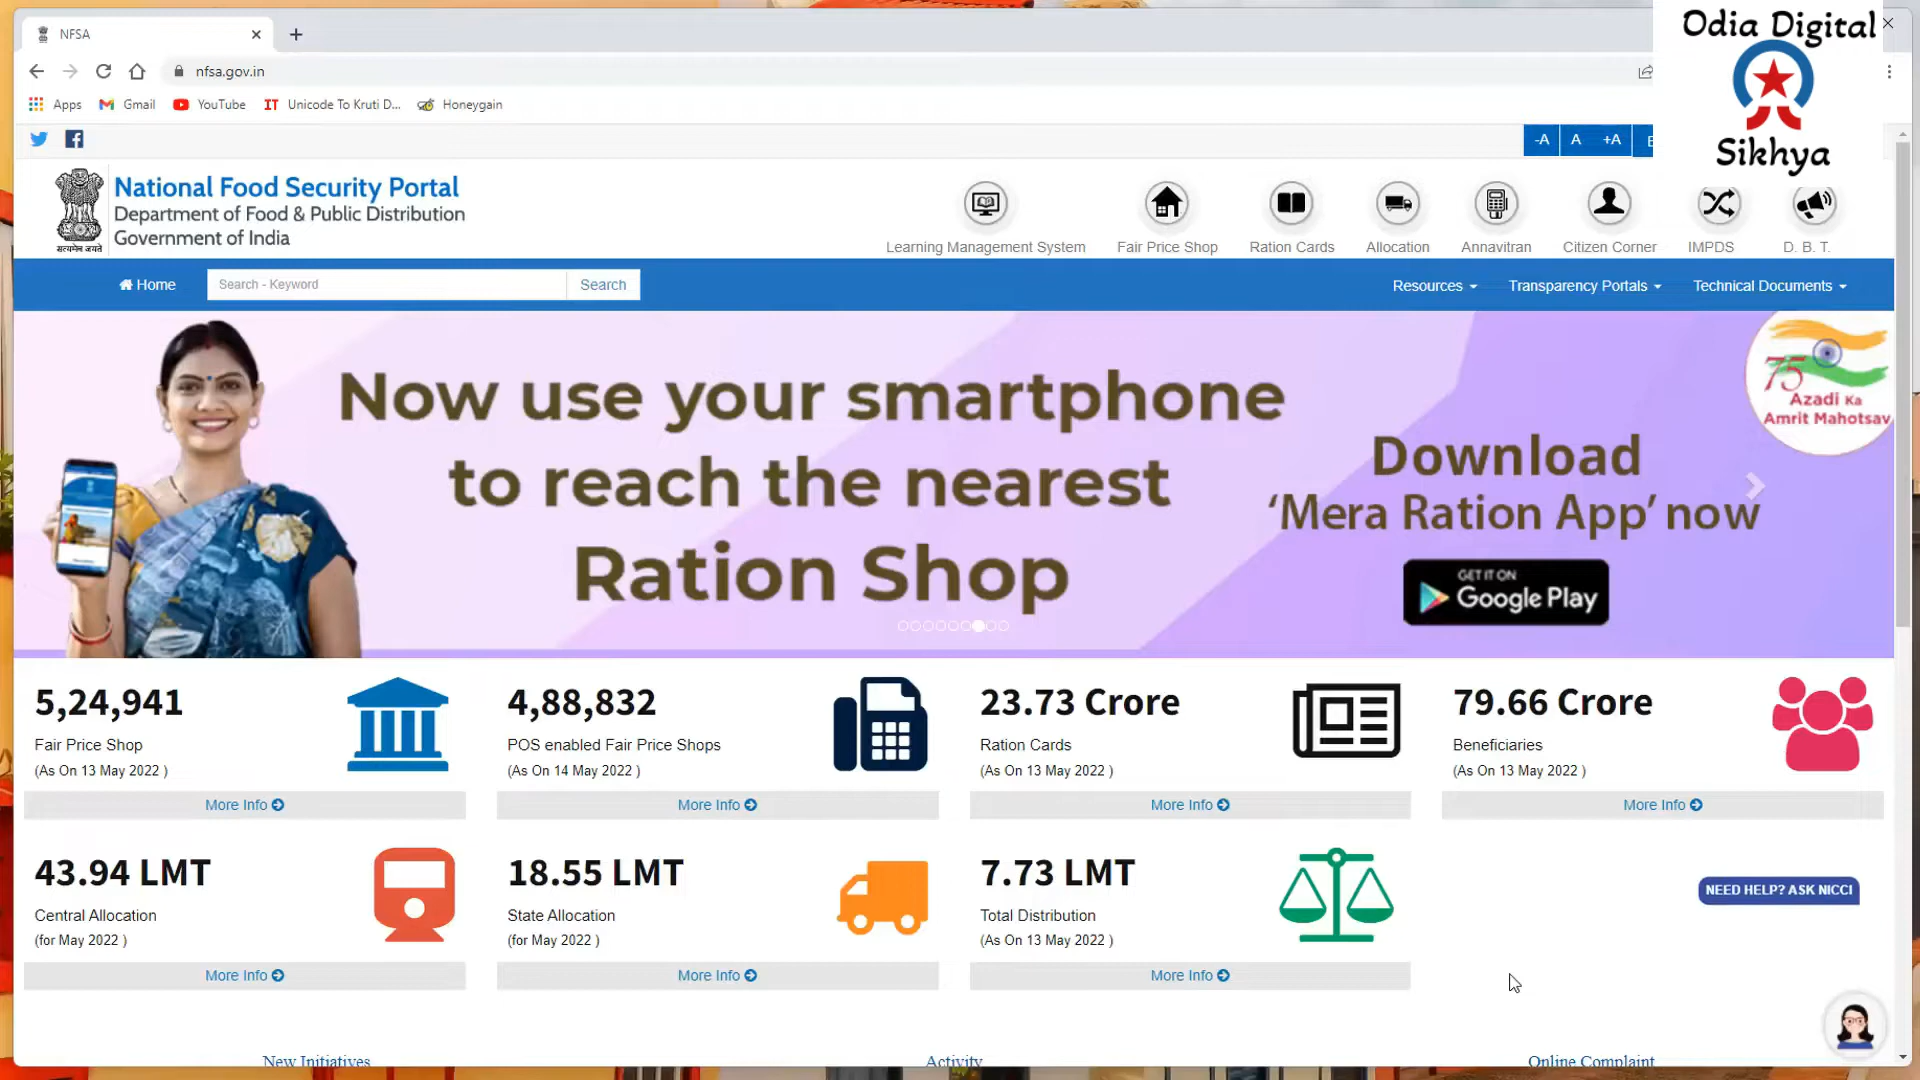 NFSA
nfsa.gov.in
Apps Gmail YouTube IT Unicode To Kruti D... Honeygain
Odia Digital
Sikhya
-A A +A
सत्यमेव जयते
National Food Security Portal
Department of Food & Public Distribution
Government of India
Learning Management System Fair Price Shop Ration Cards Allocation Annavitran Citizen Corner IMPDS D. B. T.
Home Search - Keyword Search Resources Transparency Portals Technical Documents
Now use your smartphone
to reach the nearest
Ration Shop
Download
‘Mera Ration App’ now
GET IT ON
Google Play
75
Azadi Ka
Amrit Mahotsav
5,24,941
Fair Price Shop
(As On 13 May 2022 )
More Info
4,88,832
POS enabled Fair Price Shops
(As On 14 May 2022 )
More Info
23.73 Crore
Ration Cards
(As On 13 May 2022 )
More Info
79.66 Crore
Beneficiaries
(As On 13 May 2022 )
More Info
43.94 LMT
Central Allocation
(for May 2022 )
More Info
18.55 LMT
State Allocation
(for May 2022 )
More Info
7.73 LMT
Total Distribution
(As On 13 May 2022 )
More Info
NEED HELP? ASK NICCI
New Initiatives Activity Online Complaint